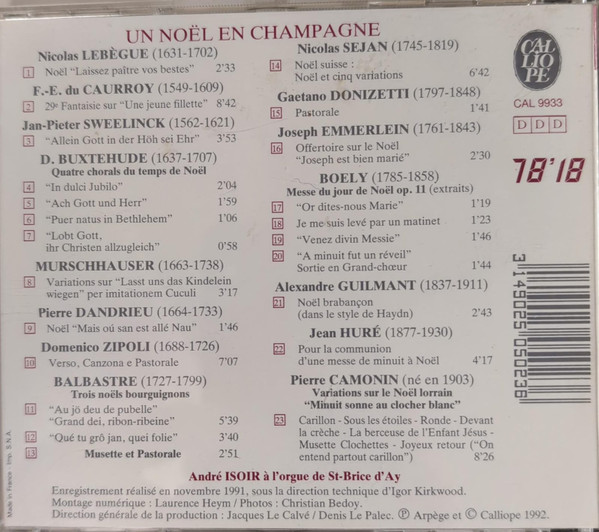 UN NOËL EN CHAMPAGNE
Nicolas LEBÈGUE (1631-1702)
1 Noël "Laissez paître vos bestes" 2'33
F.-E. du CAURROY (1549-1609)
2 29e Fantaisie sur "Une jeune fillette" 8'42
Jan-Pieter SWEELINCK (1562-1621)
3 "Allein Gott in der Höh sei Ehr" 3'53
D. BUXTEHUDE (1637-1707)
Quatre chorals du temps de Noël
4 "In dulci Jubilo" 2'04
5 "Ach Gott und Herr" 1'59
6 "Puer natus in Bethlehem" 1'06
7 "Lobt Gott,
ihr Christen allzugleich" 0'58
MURSCHHAUSER (1663-1738)
8 Variations sur "Lasst uns das Kindelein
wiegen" per imitationem Cuculi 3'17
Pierre DANDRIEU (1664-1733)
9 Noël "Mais oú san est allé Nau" 1'46
Domenico ZIPOLI (1688-1726)
10 Verso, Canzona e Pastorale 7'07
BALBASTRE (1727-1799)
Trois noëls bourguignons
11 "Au jö deu de pubelle"
"Grand dei, ribon-ribeine" 5'39
12 "Qué tu grô jan, quei folie" 3'40
13 Musette et Pastorale 2'51
Nicolas SEJAN (1745-1819)
14 Noël suisse :
Noël et cinq variations 6'42
Gaetano DONIZETTI (1797-1848)
15 Pastorale 1'41
Joseph EMMERLEIN (1761-1843)
16 Offertoire sur le Noël
"Joseph est bien marié" 2'30
BOELY (1785-1858)
Messe du jour de Noël op. 11 (extraits)
17 "Or dites-nous Marie" 1'19
18 Je me suis levé par un matinet 1'23
19 "Venez divin Messie" 1'46
20 "A minuit fut un réveil"
Sortie en Grand-chœur 1'44
Alexandre GUILMANT (1837-1911)
21 Noël brabançon
(dans le style de Haydn) 2'43
Jean HURÉ (1877-1930)
22 Pour la communion
d'une messe de minuit à Noël 4'17
Pierre CAMONIN (né en 1903)
Variations sur le Noël lorrain
"Minuit sonne au clocher blanc"
23 Carillon - Sous les étoiles - Ronde - Devant
la crèche - La berceuse de l'Enfant Jésus -
Musette Clochettes - Joyeux retour ("On
entend partout carillon") 8'26
CAL
LIO
PE
CAL 9933
D D D
78'18
3 149025 050236
André ISOIR à l'orgue de St-Brice d'Ay
Enregistrement réalisé en novembre 1991, sous la direction technique d'Igor Kirkwood.
Montage numérique : Laurence Heym / Photos : Christian Bedoy.
Direction générale de la production : Jacques Le Calvé / Denis Le Palec. ℗ Arpège et © Calliope 1992.
Made in France - Imp. S.N.A.